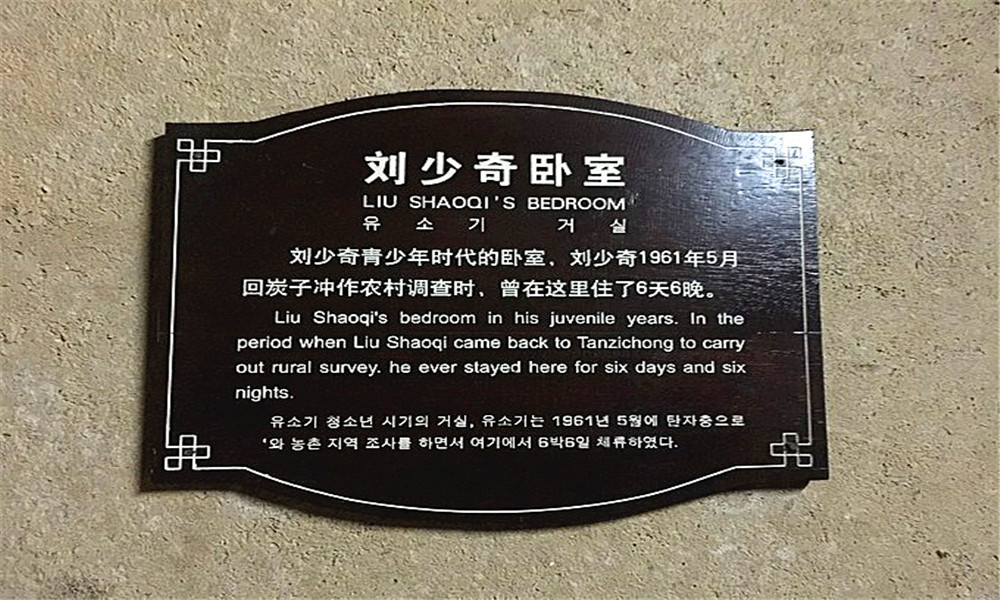 刘少奇卧室
LIU SHAOQI'S BEDROOM
유소기 거실
刘少奇青少年时代的卧室，刘少奇1961年5月
回炭子冲作农村调查时，曾在这里住了6天6晚。
Liu Shaoqi's bedroom in his juvenile years. In the
period when Liu Shaoqi came back to Tanzichong to carry
out rural survey. he ever stayed here for six days and six
nights.
유소기 청소년 시기의 거실, 유소기는 1961년 5월에 탄자충으로
'와 농촌 지역 조사를 하면서 여기에서 6박6일 체류하였다.